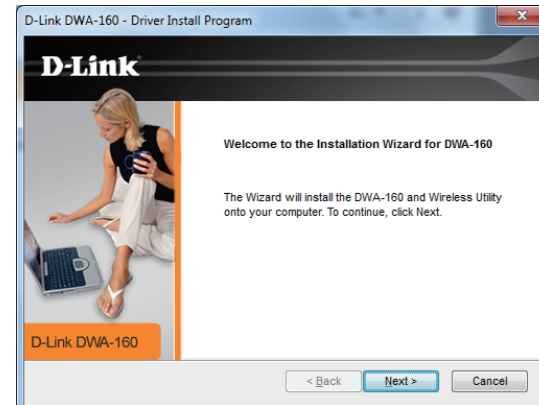 D-Link DWA-160 - Driver Install Program
D-Link
Welcome to the Installation Wizard for DWA-160
The Wizard will install the DWA-160 and Wireless Utility
onto your computer. To continue, click Next.
D-Link DWA-160
< Back
Next >
Cancel